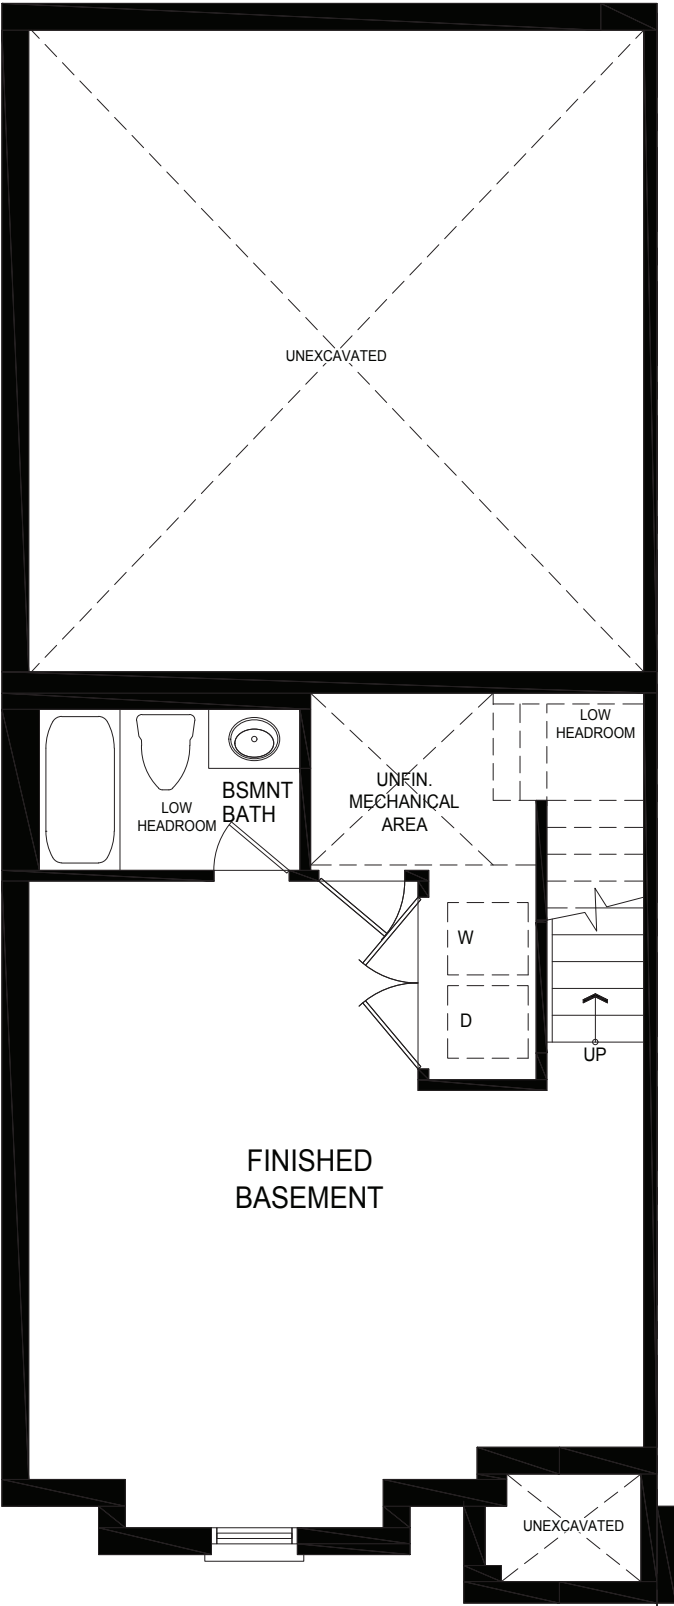 UNEXCAVATED
LOW
HEADROOM
UNFIN.
MECHANICAL
AREA
BSMNT
BATH
LOW
HEADROOM
W
D
UP
FINISHED
BASEMENT
UNEXCAVATED